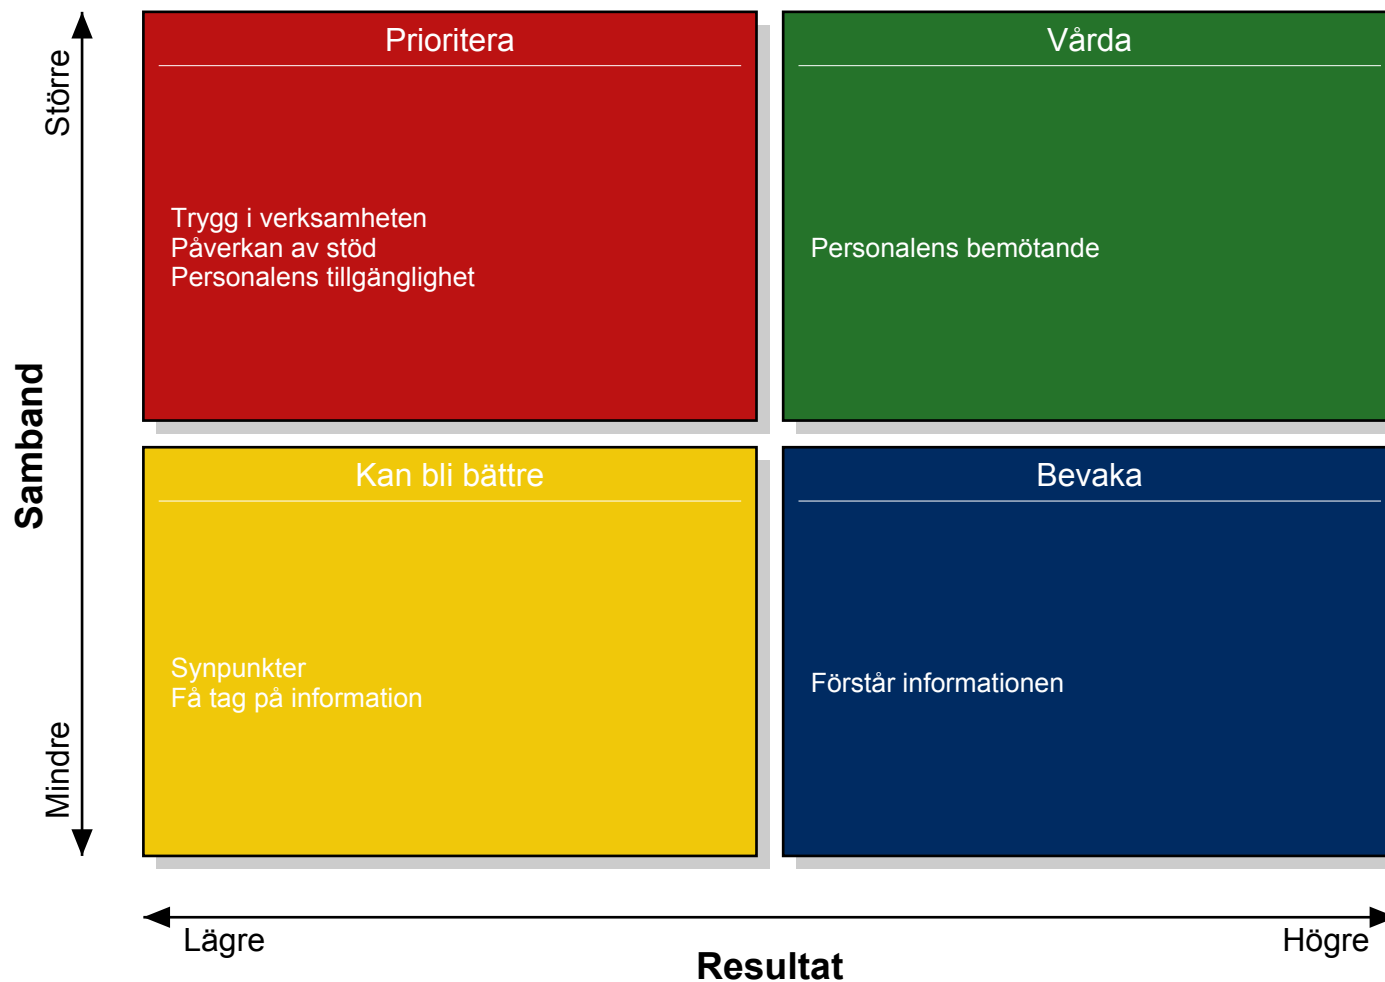 Prioritera
Vårda
Större
Trygg i verksamheten
Påverkan av stöd
Personalens tillgänglighet
Personalens bemötande
Samband
Kan bli bättre
Bevaka
Synpunkter
Få tag på information
Förstår informationen
Mindre
Lägre
Högre
Resultat